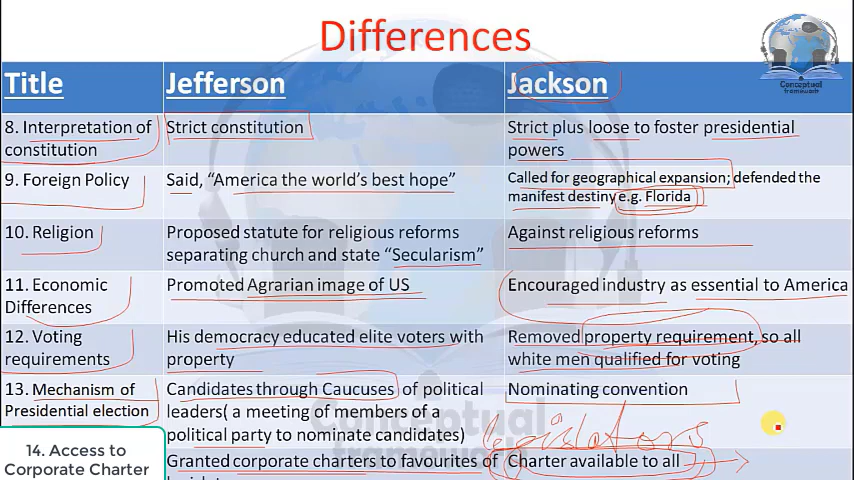 Differences
Conceptual
framework
Title
Jefferson
Jackson
8. Interpretation of
constitution
Strict constitution
Strict plus loose to foster presidential
powers
9. Foreign Policy
Said, “America the world’s best hope”
Called for geographical expansion; defended the
manifest destiny e.g. Florida
10. Religion
Proposed statute for religious reforms
separating church and state “Secularism”
Against religious reforms
11. Economic
Differences
Promoted Agrarian image of US
Encouraged industry as essential to America
12. Voting
requirements
His democracy educated elite voters with
property
Removed property requirement, so all
white men qualified for voting
13. Mechanism of
Presidential election
Candidates through Caucuses of political
leaders( a meeting of members of a
political party to nominate candidates)
Nominating convention
legislators
14. Access to
Corporate Charter
Granted corporate charters to favourites of
Charter available to all
Conceptual
framework